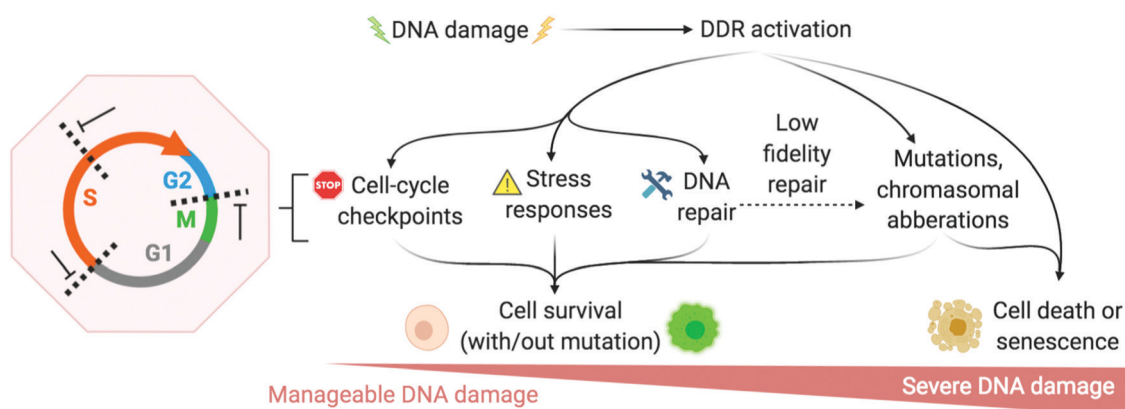 DNA damage
DDR activation
S
G2
M
G1
STOP
Cell-cycle
checkpoints
Stress
responses
DNA
repair
Low
fidelity
repair
Mutations,
chromasomal
abberations
Cell survival
(with/out mutation)
Cell death or
senescence
Manageable DNA damage
Severe DNA damage